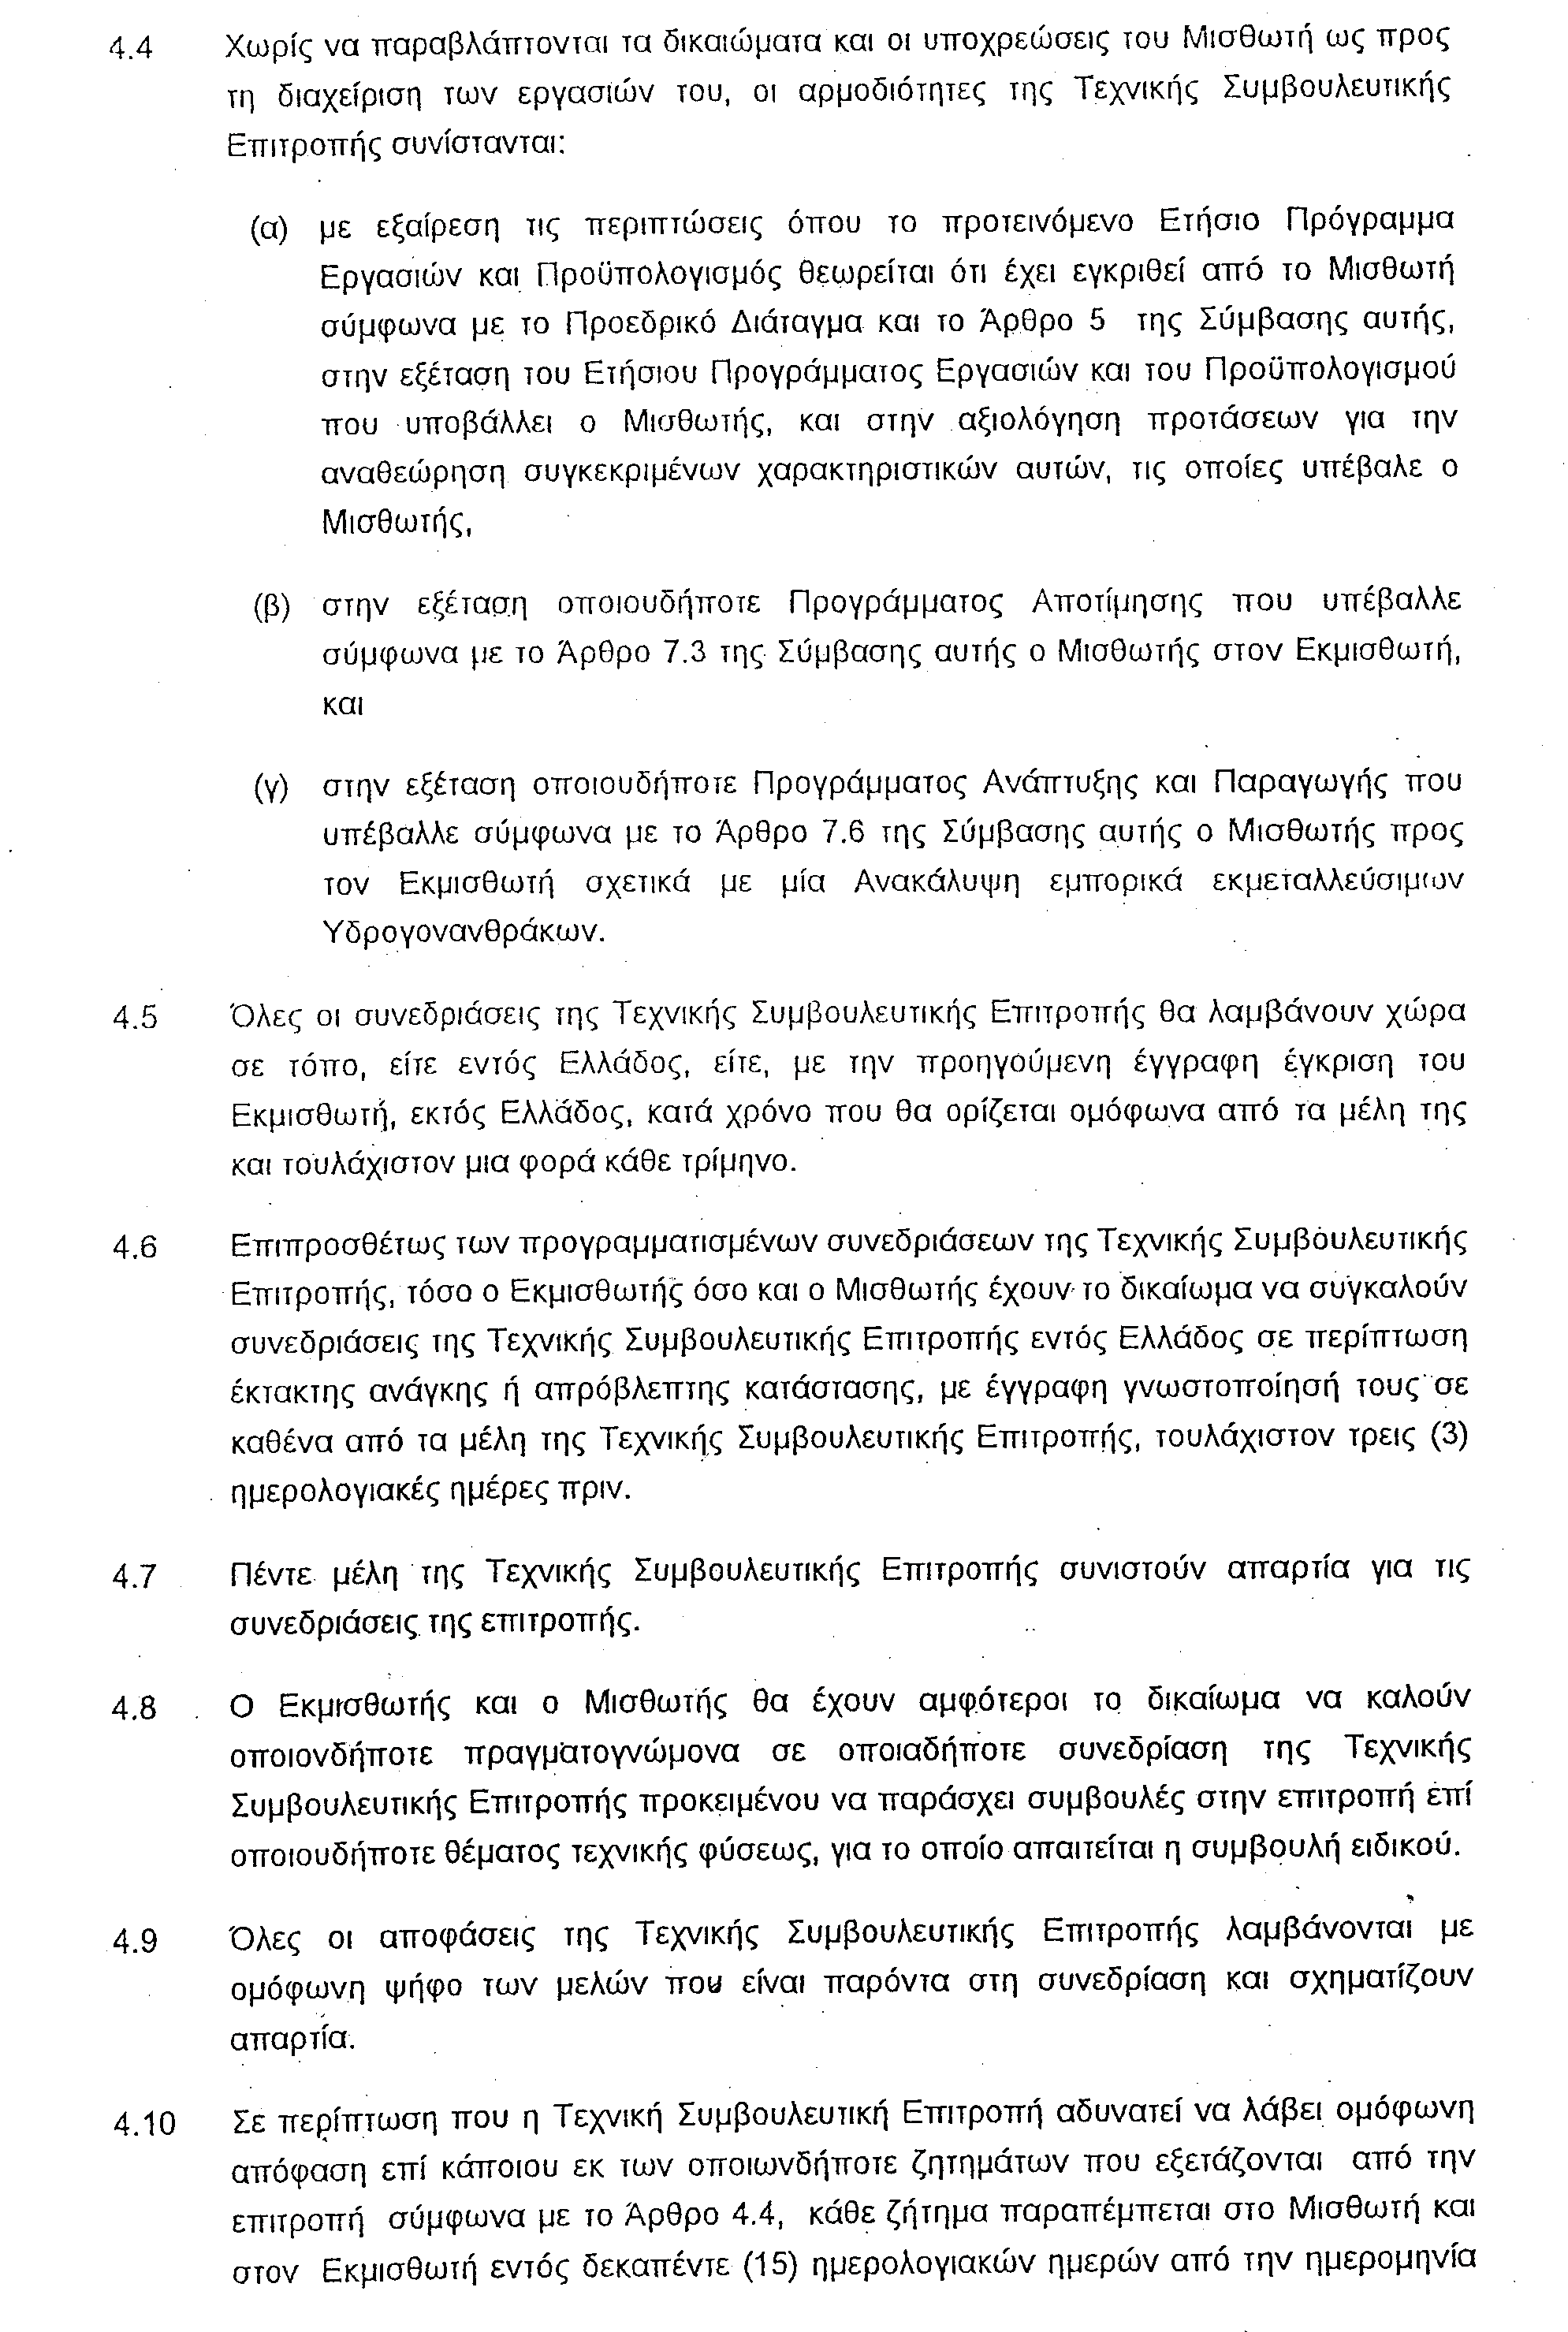 4.4 Χωρίς να παραβλάπτονται τα δικαιώματα και οι υποχρεώσεις του Μισθωτή ως προς
τη διαχείριση των εργασιών του, οι αρμοδιότητες της Τεχνικής Συμβουλευτικής
Επιτροπής συνίστανται:
(α) με εξαίρεση τις περιπτώσεις όπου το προτεινόμενο Ετήσιο Πρόγραμμα
Εργασιών και Προϋπολογισμός θεωρείται ότι έχει εγκριθεί από το Μισθωτή
σύμφωνα με το Προεδρικό Διάταγμα και το Άρθρο 5 της Σύμβασης αυτής,
στην εξέταση του Ετήσιου Προγράμματος Εργασιών και του Προϋπολογισμού
που υποβάλλει ο Μισθωτής, και στην αξιολόγηση προτάσεων για την
αναθεώρηση συγκεκριμένων χαρακτηριστικών αυτών, τις οποίες υπέβαλε ο
Μισθωτής,
(β) στην εξέταση οποιουδήποτε Προγράμματος Αποτίμησης που υπέβαλλε
σύμφωνα με το Άρθρο 7.3 της Σύμβασης αυτής ο Μισθωτής στον Εκμισθωτή,
και
(γ) στην εξέταση οποιουδήποτε Προγράμματος Ανάπτυξης και Παραγωγής που
υπέβαλλε σύμφωνα με το Άρθρο 7.6 της Σύμβασης αυτής ο Μισθωτής προς
τον Εκμισθωτή σχετικά με μία Ανακάλυψη εμπορικά εκμεταλλεύσιμων
Υδρογονανθράκων.
4.5 Όλες οι συνεδριάσεις της Τεχνικής Συμβουλευτικής Επιτροπής θα λαμβάνουν χώρα
σε τόπο, είτε εντός Ελλάδος, είτε, με την προηγούμενη έγγραφη έγκριση του
Εκμισθωτή, εκτός Ελλάδος, κατά χρόνο που θα ορίζεται ομόφωνα από τα μέλη της
και τουλάχιστον μια φορά κάθε τρίμηνο.
4.6 Επιπροσθέτως των προγραμματισμένων συνεδριάσεων της Τεχνικής Συμβουλευτικής
Επιτροπής, τόσο ο Εκμισθωτής όσο και ο Μισθωτής έχουν το δικαίωμα να συγκαλούν
συνεδριάσεις της Τεχνικής Συμβουλευτικής Επιτροπής εντός Ελλάδος σε περίπτωση
έκτακτης ανάγκης ή απρόβλεπτης κατάστασης, με έγγραφη γνωστοποίησή τους σε
καθένα από τα μέλη της Τεχνικής Συμβουλευτικής Επιτροπής, τουλάχιστον τρεις (3)
ημερολογιακές ημέρες πριν.
4.7 Πέντε μέλη της Τεχνικής Συμβουλευτικής Επιτροπής συνιστούν απαρτία για τις
συνεδριάσεις της επιτροπής.
4.8 Ο Εκμισθωτής και ο Μισθωτής θα έχουν αμφότεροι το δικαίωμα να καλούν
οποιονδήποτε πραγματογνώμονα σε οποιαδήποτε συνεδρίαση της Τεχνικής
Συμβουλευτικής Επιτροπής προκειμένου να παράσχει συμβουλές στην επιτροπή επί
οποιουδήποτε θέματος τεχνικής φύσεως, για το οποίο απαιτείται η συμβουλή ειδικού.
4.9 Όλες οι αποφάσεις της Τεχνικής Συμβουλευτικής Επιτροπής λαμβάνονται με
ομόφωνη ψήφο των μελών που είναι παρόντα στη συνεδρίαση και σχηματίζουν
απαρτία.
4.10 Σε περίπτωση που η Τεχνική Συμβουλευτική Επιτροπή αδυνατεί να λάβει ομόφωνη
απόφαση επί κάποιου εκ των οποιωνδήποτε ζητημάτων που εξετάζονται από την
επιτροπή σύμφωνα με το Άρθρο 4.4, κάθε ζήτημα παραπέμπεται στο Μισθωτή και
στον Εκμισθωτή εντός δεκαπέντε (15) ημερολογιακών ημερών από την ημερομηνία